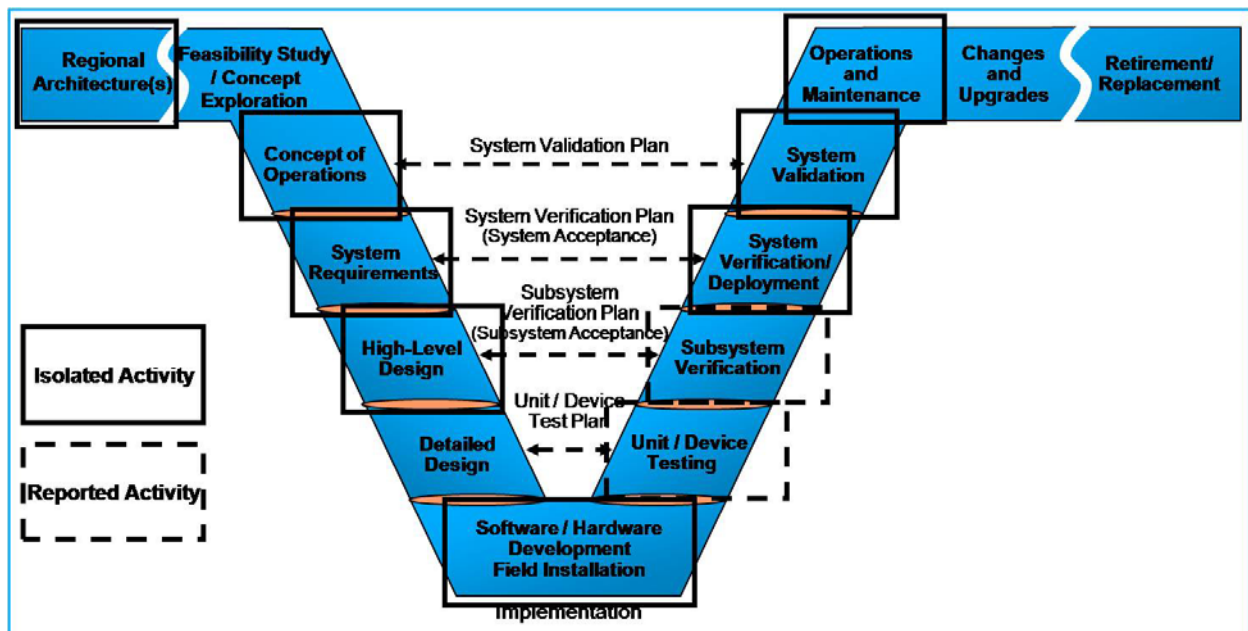 Regional
Architecture(s)
Feasibility Study
/ Concept
Exploration
Operations
and
Maintenance
Changes
and
Upgrades
Retirement/
Replacement
Concept of
Operations
System Validation Plan
System
Validation
System
Requirements
System Verification Plan
(System Acceptance)
System
Verification/
Deployment
High-Level
Design
Subsystem
Verification Plan
(Subsystem Acceptance)
Subsystem
Verification
Isolated Activity
Detailed
Design
Unit / Device
Test Plan
Unit / Device
Testing
Reported Activity
Software / Hardware
Development
Field Installation
Implementation